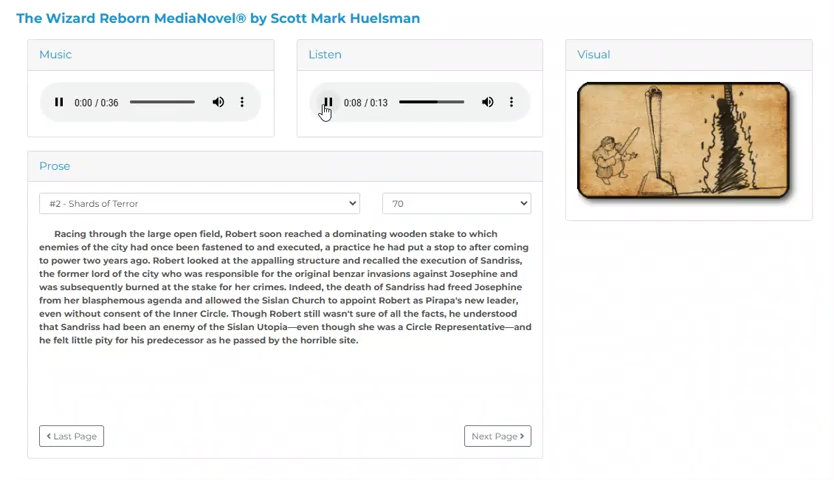 The Wizard Reborn MediaNovel® by Scott Mark Huelsman
Music
0:00 / 0:36
Listen
0:08 / 0:13
Visual
Prose
#2 - Shards of Terror
70
Racing through the large open field, Robert soon reached a dominating wooden stake to which
enemies of the city had once been fastened to and executed, a practice he had put a stop to after coming
to power two years ago. Robert looked at the appalling structure and recalled the execution of Sandriss,
the former lord of the city who was responsible for the original benzar invasions against Josephine and
was subsequently burned at the stake for her crimes. Indeed, the death of Sandriss had freed Josephine
from her blasphemous agenda and allowed the Sislan Church to appoint Robert as Pirapa's new leader,
even without consent of the Inner Circle. Though Robert still wasn't sure of all the facts, he understood
that Sandriss had been an enemy of the Sislan Utopia—even though she was a Circle Representative—and
he felt little pity for his predecessor as he passed by the horrible site.
Last Page
Next Page